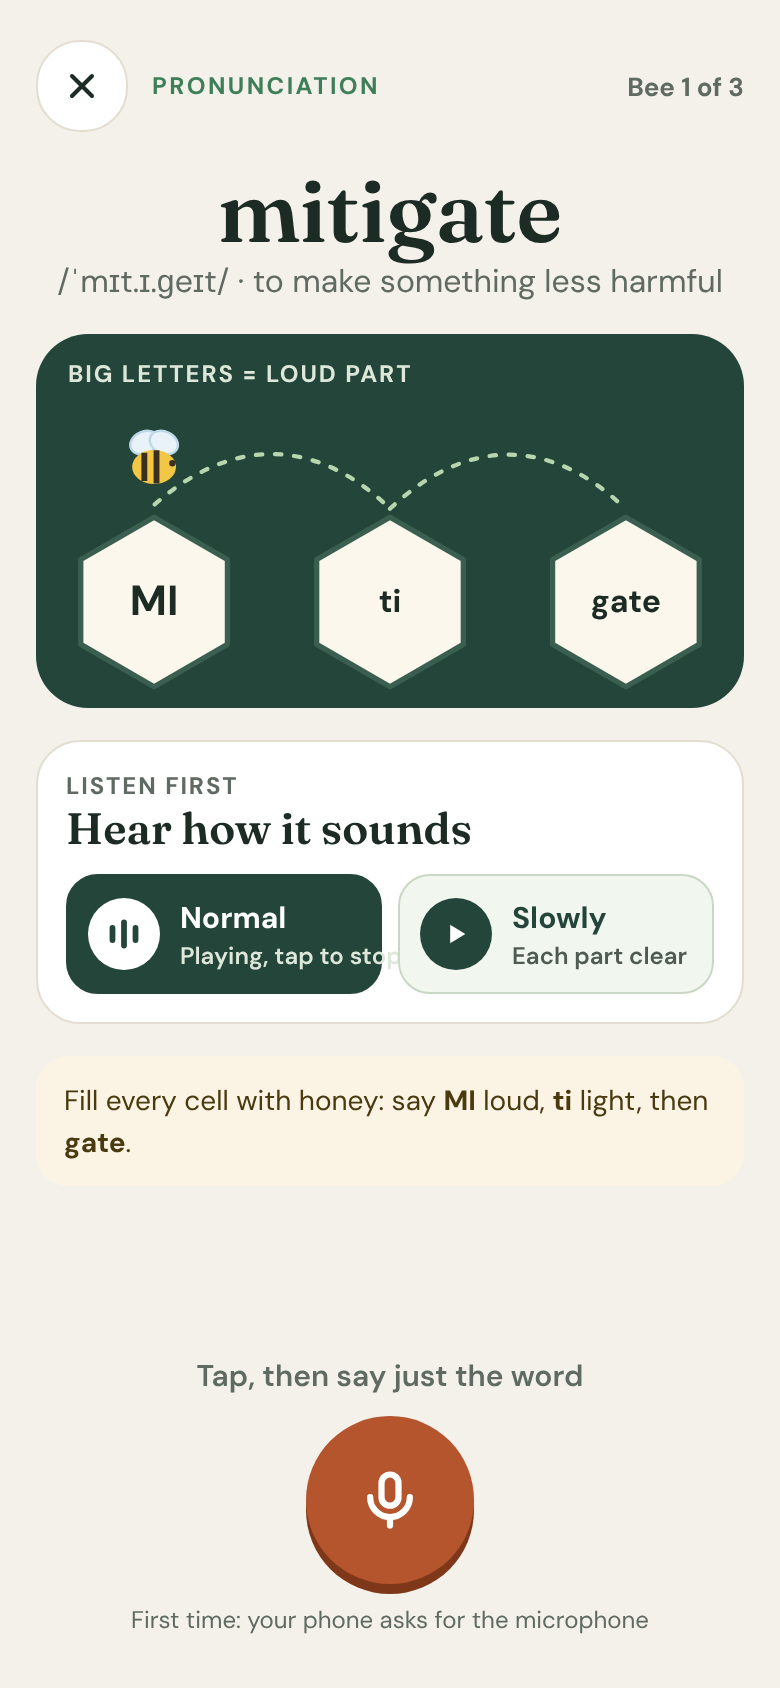 PRONUNCIATION
Bee 1 of 3
mitigate
/ˈmɪt.ɪ.ɡeɪt/ · to make something less harmful
BIG LETTERS = LOUD PART
MI
ti
gate
LISTEN FIRST
Hear how it sounds
Normal
Playing, tap to stop
Slowly
Each part clear
Fill every cell with honey: say MI loud, ti light, then
gate.
Tap, then say just the word
First time: your phone asks for the microphone